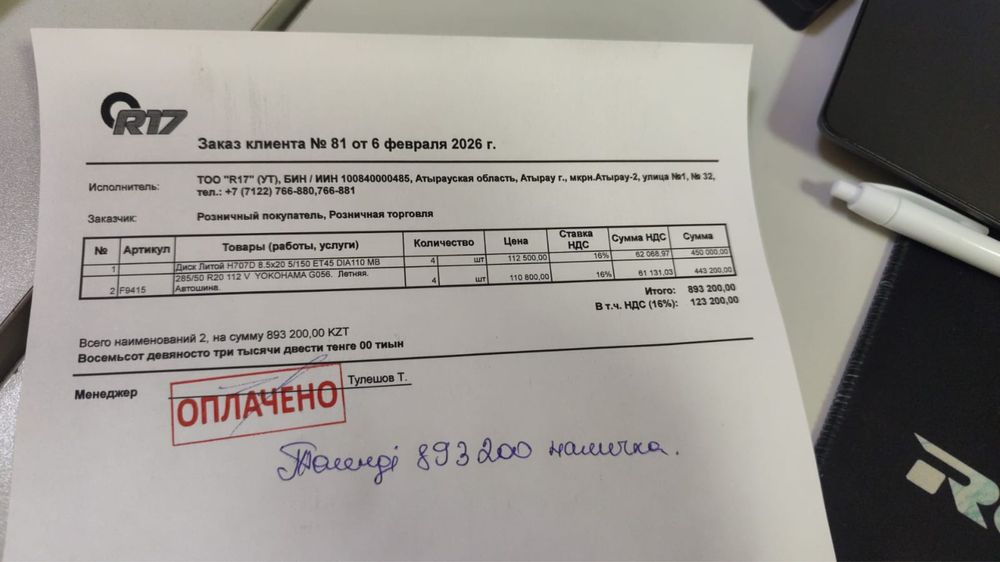 R17
Заказ клиента № 81 от 6 февраля 2026 г.
Исполнитель: ТОО "R17" (УТ), БИН / ИИН 100840000485, Атырауская область, Атырау г., мкрн.Атырау-2, улица №1, № 32,
тел.: +7 (7122) 766-880,766-881
Заказчик: Розничный покупатель, Розничная торговля
№ Артикул Товары (работы, услуги) Количество Цена Ставка НДС Сумма НДС Сумма
1 Диск Литой H707D 8.5x20 5/150 ET45 DIA110 MB 4 шт 112 500,00 16% 62 068,97 450 000,00
2 F9415 285/50 R20 112 V YOKOHAMA G056. Летняя. Автошина. 4 шт 110 800,00 16% 61 131,03 443 200,00
Итого: 893 200,00
В т.ч. НДС (16%): 123 200,00
Всего наименований 2, на сумму 893 200,00 KZT
Восемьсот девяносто три тысячи двести тенге 00 тиын
Менеджер Тулешов Т.
ОПЛАЧЕНО
Төленді 893 200 наличка.